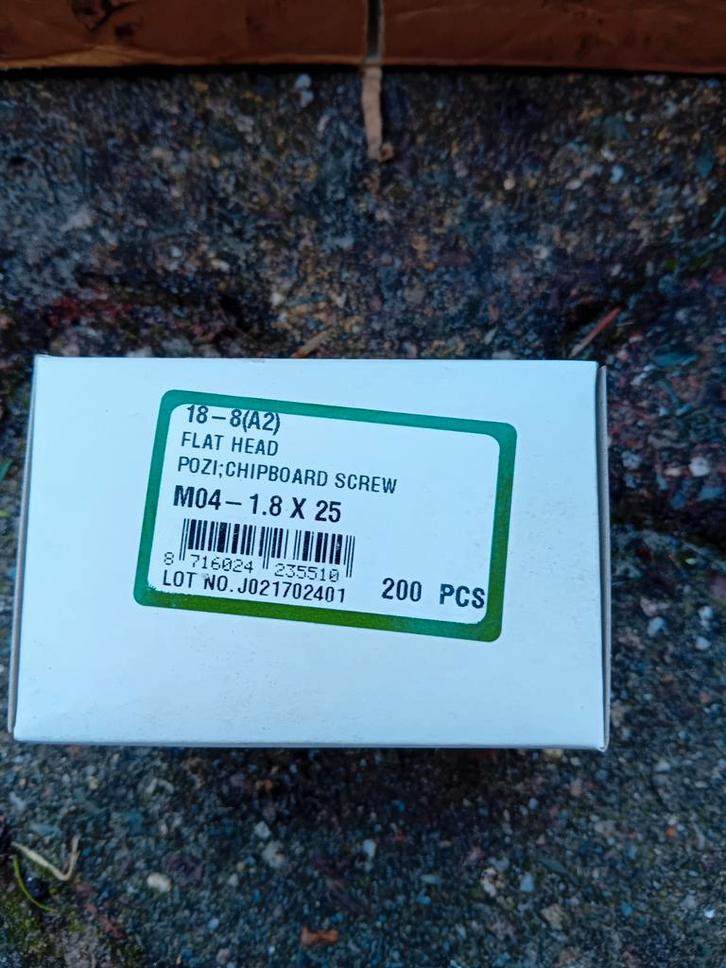 18-8(A2)
FLAT HEAD
POZI;CHIPBOARD SCREW
M04-1.8 X 25
8 716024 235510
LOT NO.J021702401
200 PCS